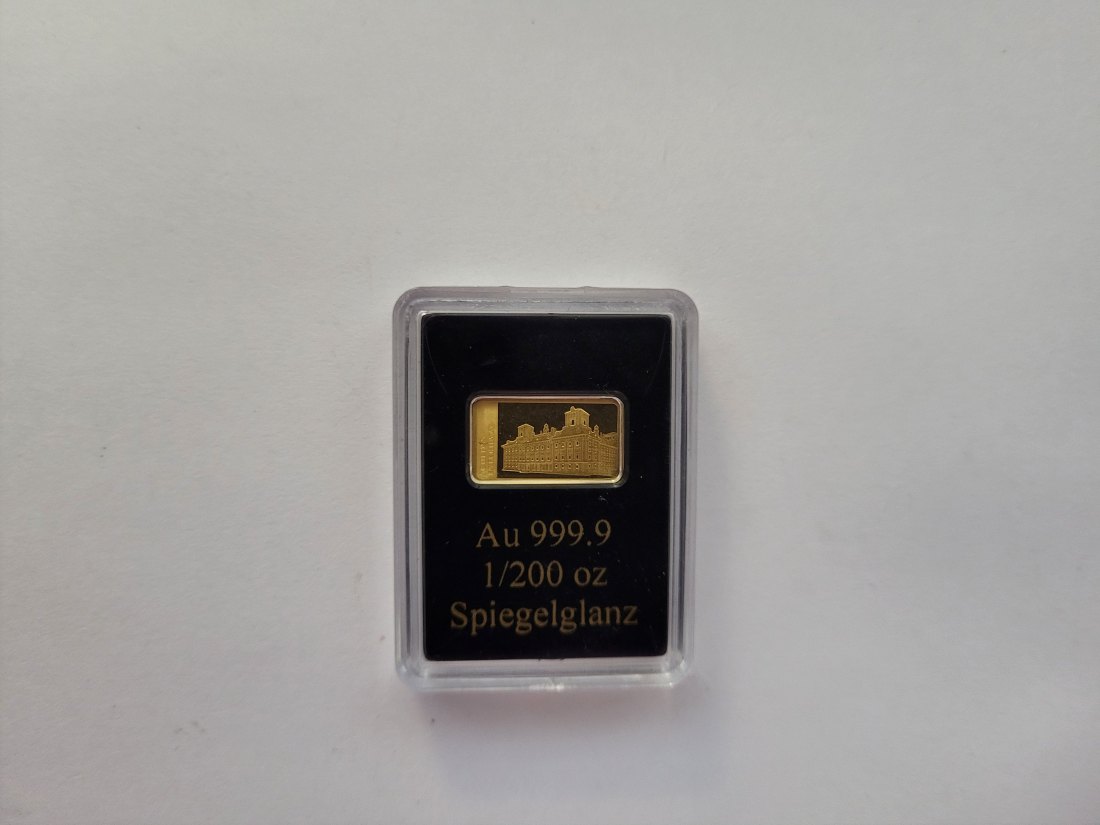 Au 999.9
1/200 oz
Spiegelglanz